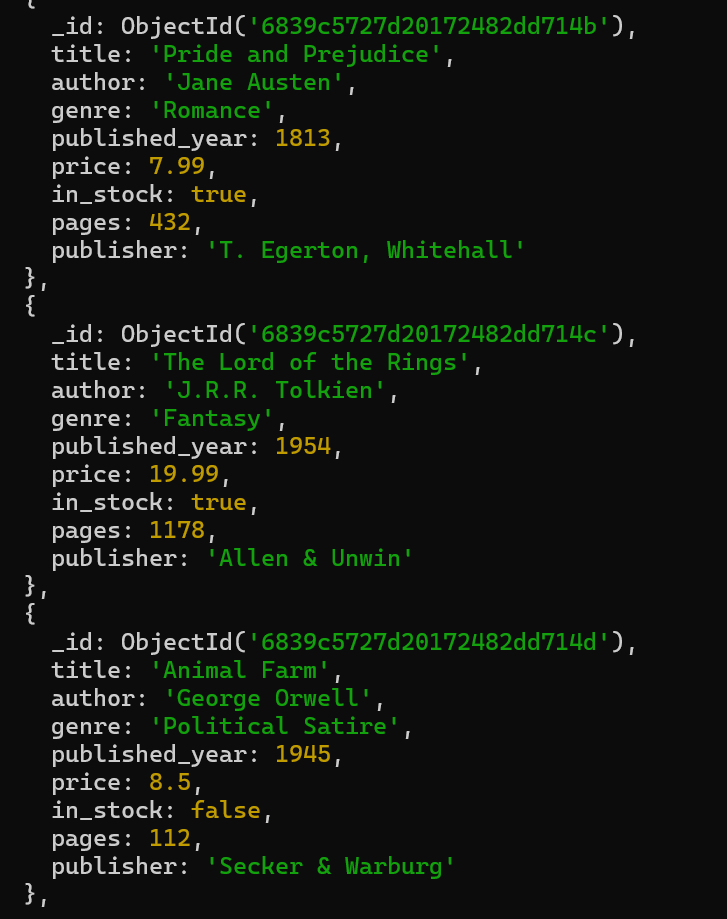 {
_id: ObjectId('6839c5727d20172482dd714b'),
title: 'Pride and Prejudice',
author: 'Jane Austen',
genre: 'Romance',
published_year: 1813,
price: 7.99,
in_stock: true,
pages: 432,
publisher: 'T. Egerton, Whitehall'
},
{
_id: ObjectId('6839c5727d20172482dd714c'),
title: 'The Lord of the Rings',
author: 'J.R.R. Tolkien',
genre: 'Fantasy',
published_year: 1954,
price: 19.99,
in_stock: true,
pages: 1178,
publisher: 'Allen & Unwin'
},
{
_id: ObjectId('6839c5727d20172482dd714d'),
title: 'Animal Farm',
author: 'George Orwell',
genre: 'Political Satire',
published_year: 1945,
price: 8.5,
in_stock: false,
pages: 112,
publisher: 'Secker & Warburg'
},